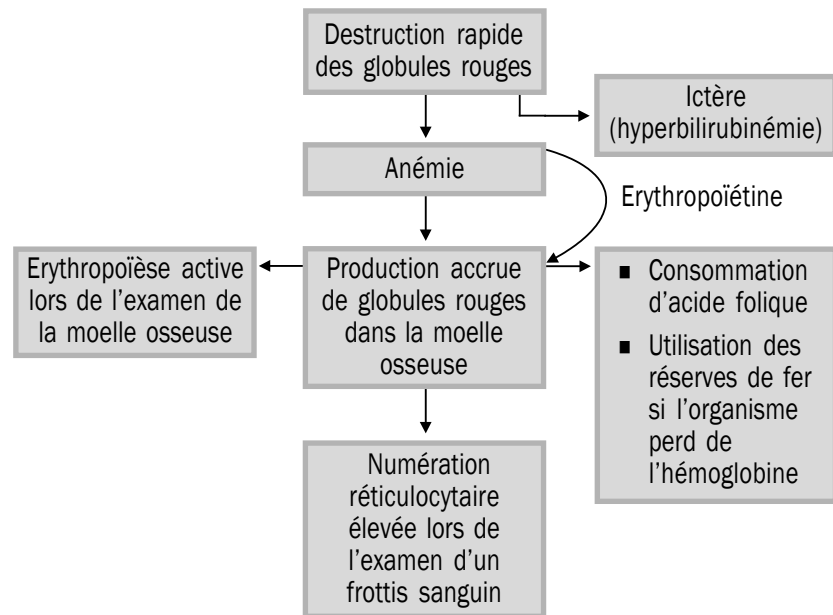 Destruction rapide
des globules rouges
Ictère
(hyperbilirubinémie)
Anémie
Erythropoïétine
Erythropoïèse active
lors de l'examen de
la moelle osseuse
Production accrue
de globules rouges
dans la moelle
osseuse
■ Consommation
d'acide folique
■ Utilisation des
réserves de fer
si l'organisme
perd de
l'hémoglobine
Numération
réticulocytaire
élevée lors de
l'examen d'un
frottis sanguin